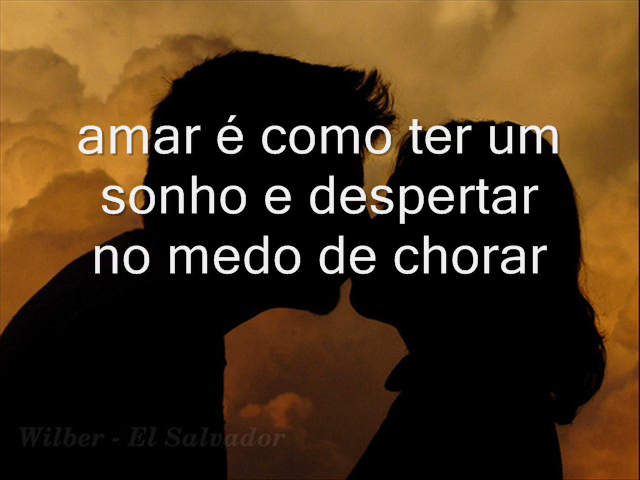 amar é como ter um
sonho e despertar
no medo de chorar
Wilber - El Salvador